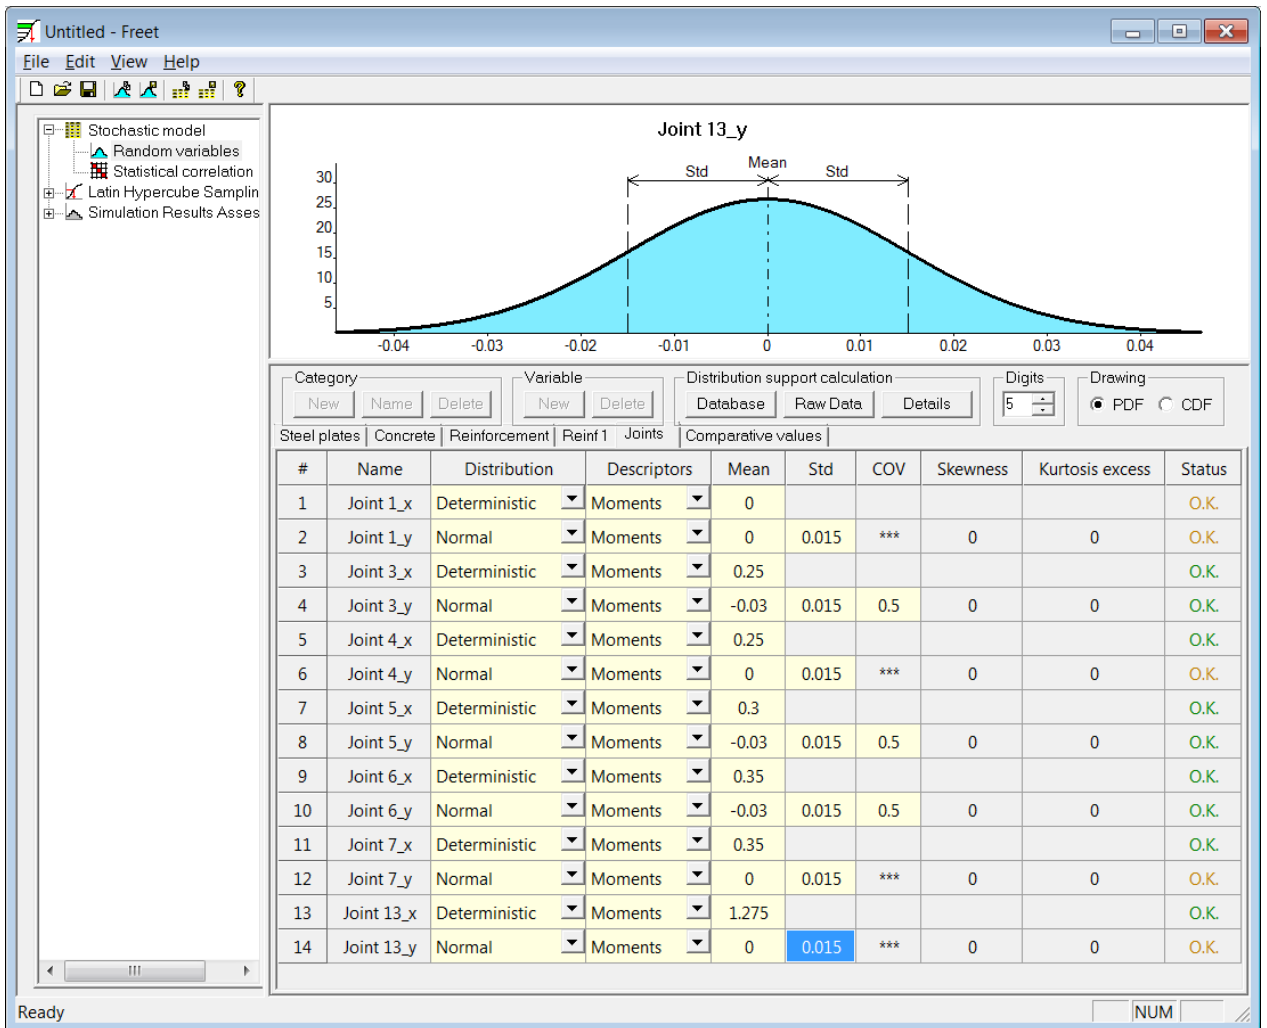 Untitled - Freet
File Edit View Help
Stochastic model
Random variables
Statistical correlation
Latin Hypercube Samplin
Simulation Results Asses
Joint 13_y
Std Mean Std
30
25
20
15
10
5
-0.04 -0.03 -0.02 -0.01 0 0.01 0.02 0.03 0.04
Category Variable Distribution support calculation Digits Drawing
New Name Delete New Delete Database Raw Data Details 5 PDF CDF
Steel plates Concrete Reinforcement Reinf 1 Joints Comparative values
# Name Distribution Descriptors Mean Std COV Skewness Kurtosis excess Status
1 Joint 1_x Deterministic Moments 0 O.K.
2 Joint 1_y Normal Moments 0 0.015 *** 0 0 O.K.
3 Joint 3_x Deterministic Moments 0.25 O.K.
4 Joint 3_y Normal Moments -0.03 0.015 0.5 0 0 O.K.
5 Joint 4_x Deterministic Moments 0.25 O.K.
6 Joint 4_y Normal Moments 0 0.015 *** 0 0 O.K.
7 Joint 5_x Deterministic Moments 0.3 O.K.
8 Joint 5_y Normal Moments -0.03 0.015 0.5 0 0 O.K.
9 Joint 6_x Deterministic Moments 0.35 O.K.
10 Joint 6_y Normal Moments -0.03 0.015 0.5 0 0 O.K.
11 Joint 7_x Deterministic Moments 0.35 O.K.
12 Joint 7_y Normal Moments 0 0.015 *** 0 0 O.K.
13 Joint 13_x Deterministic Moments 1.275 O.K.
14 Joint 13_y Normal Moments 0 0.015 *** 0 0 O.K.
Ready NUM